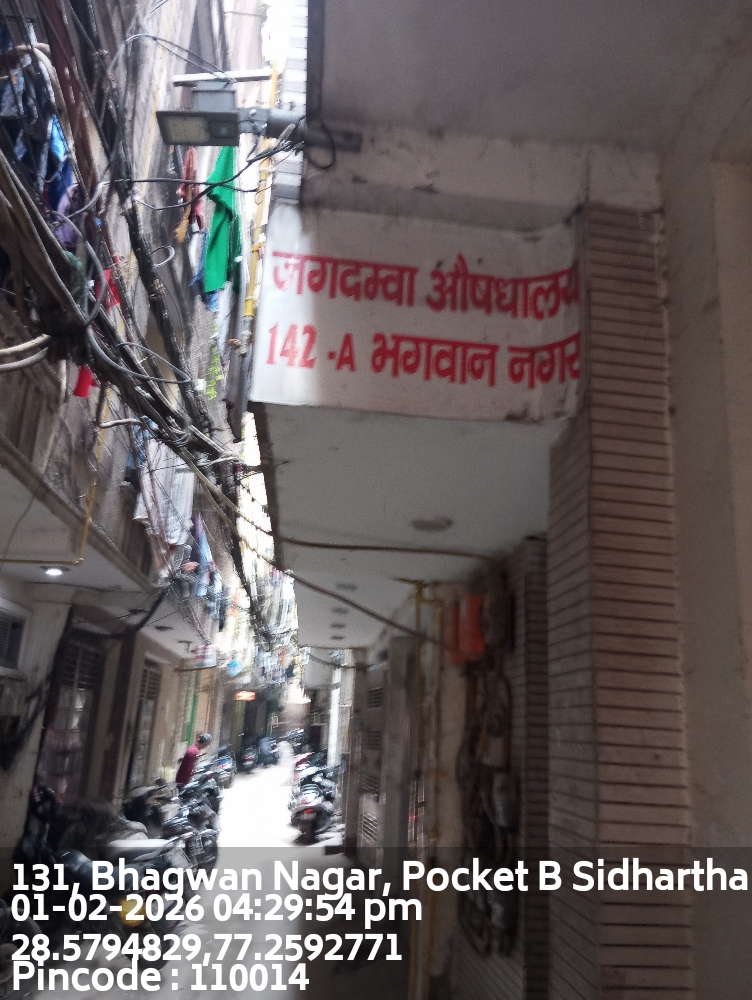 जगदम्वा औषधालय
142 -A भगवान नगर
131, Bhagwan Nagar, Pocket B Sidhartha
01-02-2026 04:29:54 pm
28.5794829,77.2592771
Pincode : 110014